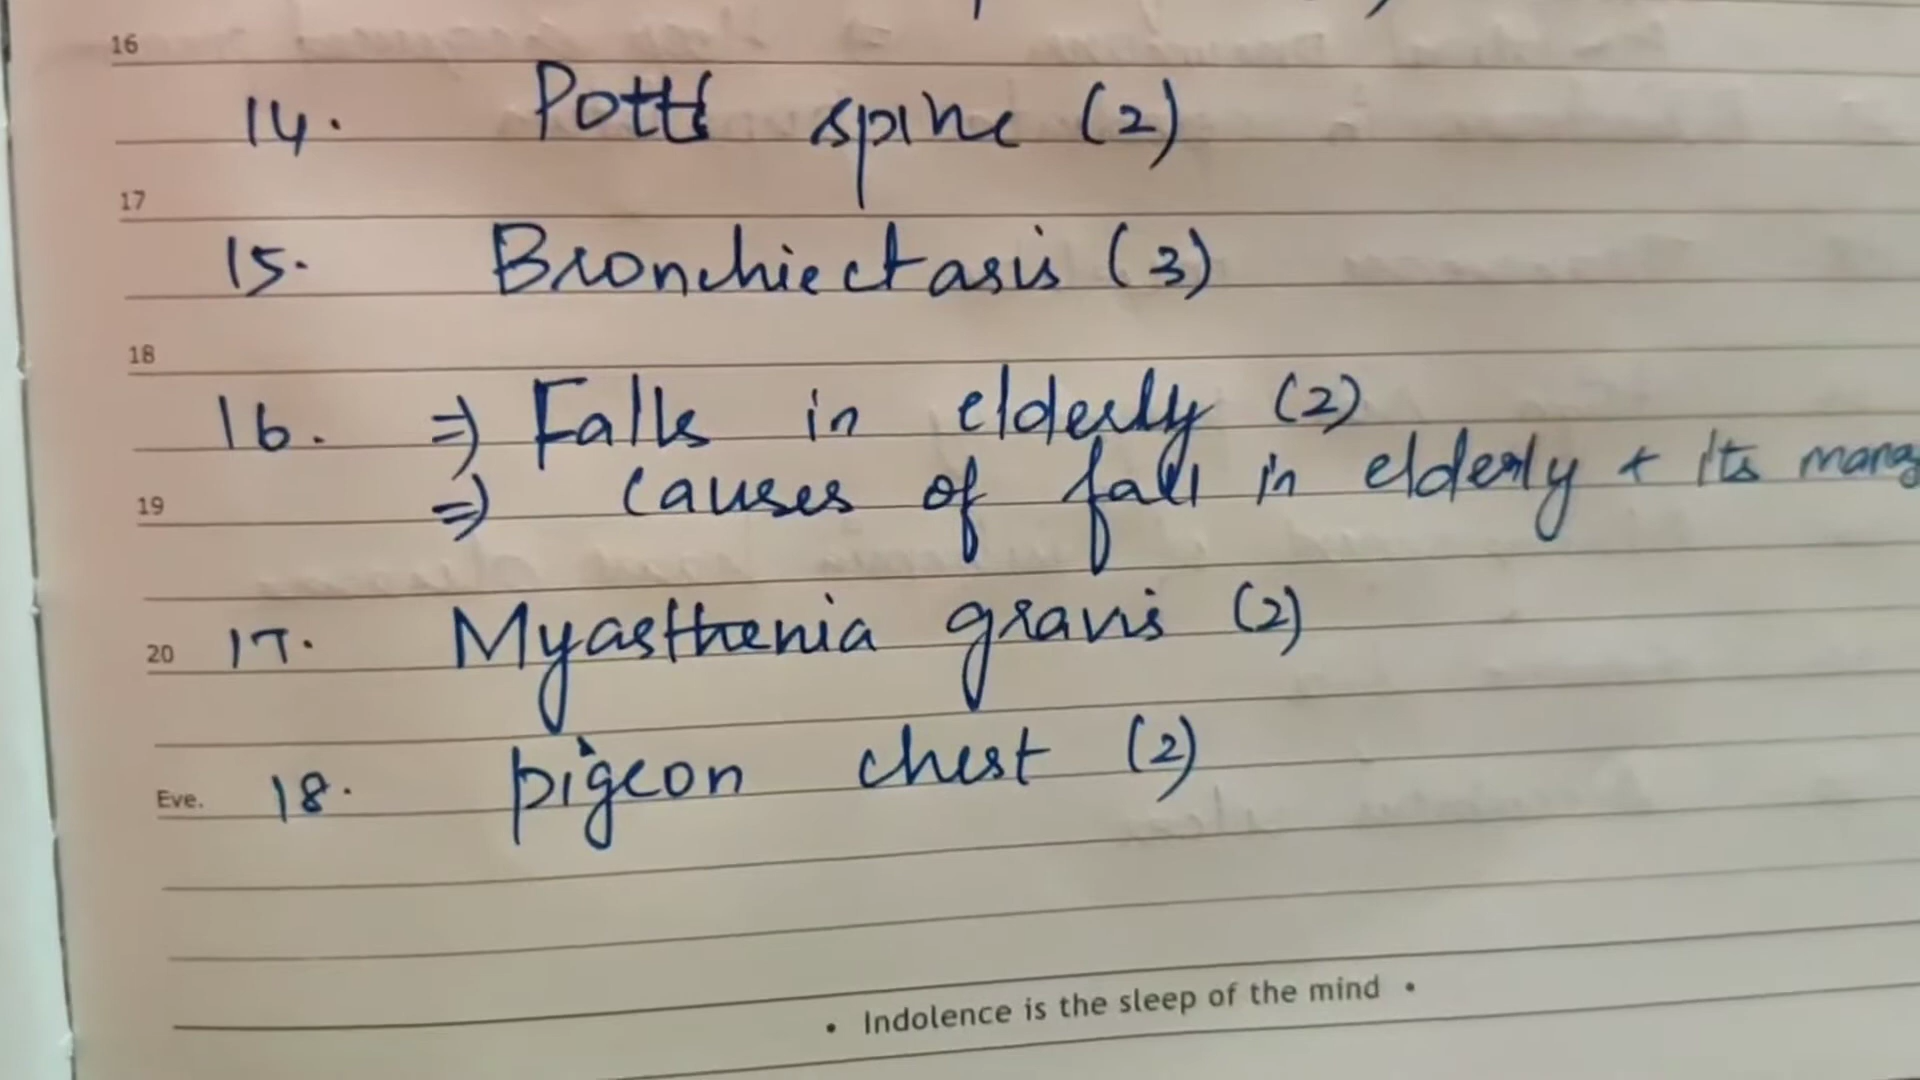 16
14. Potts spine (2)
17
15. Bronchiectasis (3)
18
16. => Falls in elderly (2)
19 => causes of fall in elderly + its manag
20 17. Myasthenia gravis (2)
Eve. 18. pigeon chest (2)
• Indolence is the sleep of the mind •